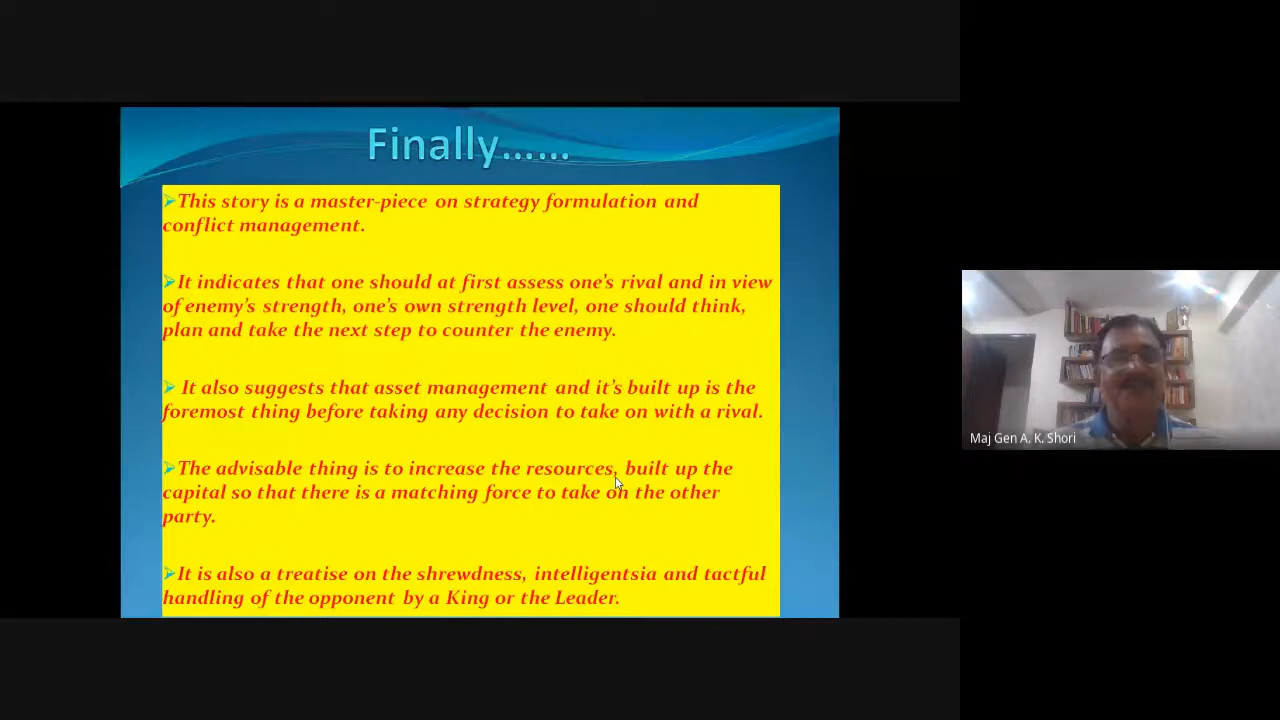 Finally......
➢This story is a master-piece on strategy formulation and
conflict management.
➢It indicates that one should at first assess one's rival and in view
of enemy's strength, one's own strength level, one should think,
plan and take the next step to counter the enemy.
➢ It also suggests that asset management and it's built up is the
foremost thing before taking any decision to take on with a rival.
➢The advisable thing is to increase the resources, built up the
capital so that there is a matching force to take on the other
party.
➢It is also a treatise on the shrewdness, intelligentsia and tactful
handling of the opponent by a King or the Leader.
Maj Gen A. K. Shori